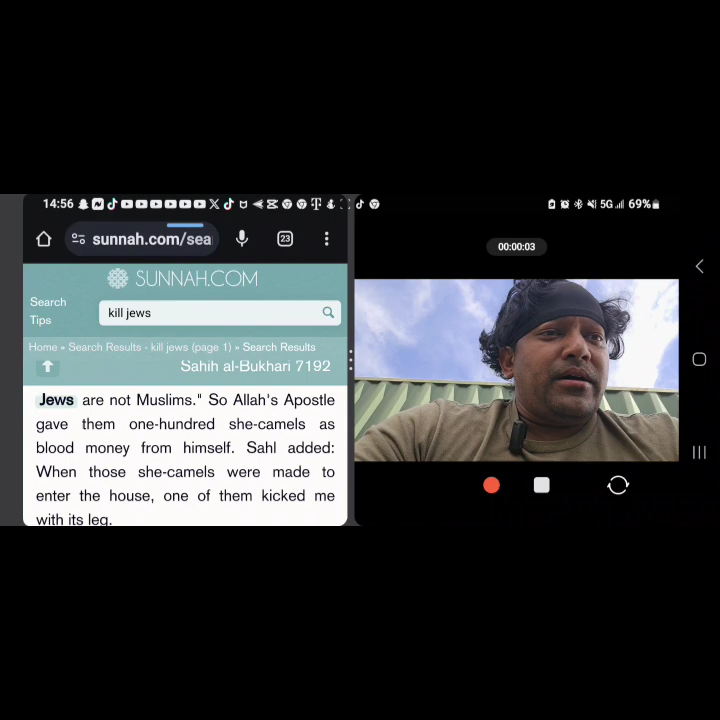 14:56
5G 69%
23
sunnah.com/sea
SUNNAH.COM
Search
Tips
kill jews
Home » Search Results - kill jews (page 1) » Search Results
Sahih al-Bukhari 7192
Jews are not Muslims." So Allah's Apostle
gave them one-hundred she-camels as
blood money from himself. Sahl added:
When those she-camels were made to
enter the house, one of them kicked me
with its leg.
00:00:03